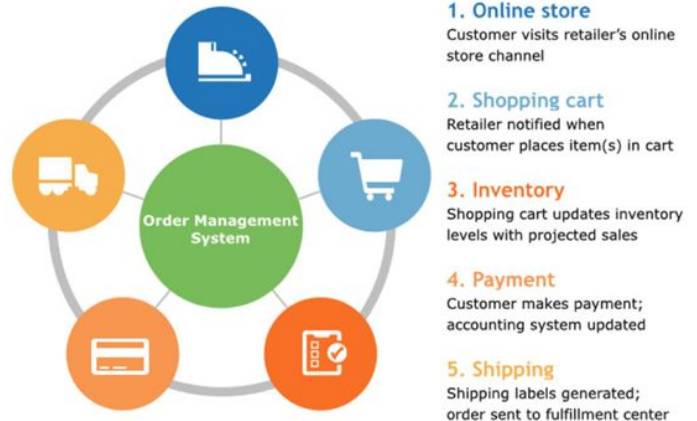 Order Management
System
1. Online store
Customer visits retailer's online
store channel
2. Shopping cart
Retailer notified when
customer places item(s) in cart
3. Inventory
Shopping cart updates inventory
levels with projected sales
4. Payment
Customer makes payment;
accounting system updated
5. Shipping
Shipping labels generated;
order sent to fulfillment center